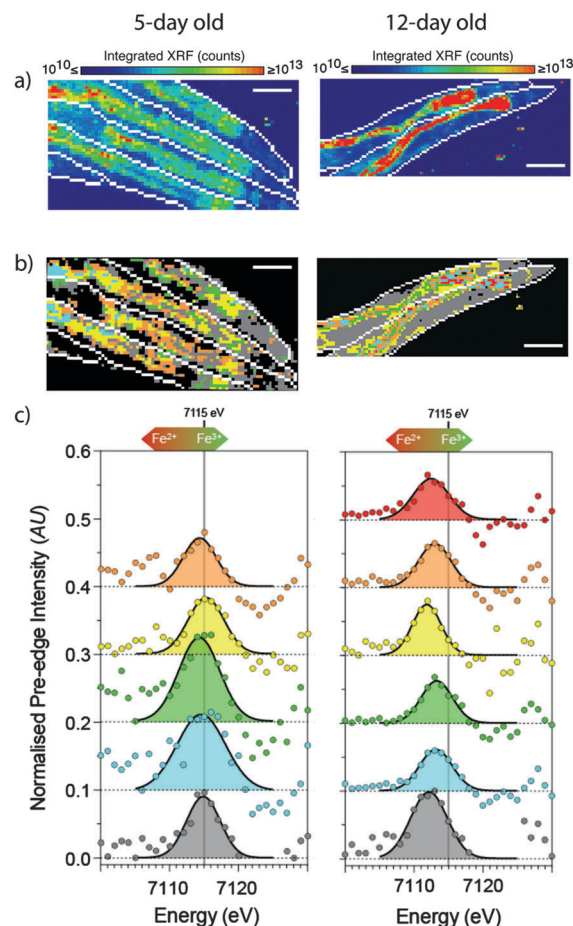 5-day old 12-day old
Integrated XRF (counts) Integrated XRF (counts)
a) 10¹⁰≤ ≥10¹³ 10¹⁰≤ ≥10¹³
b)
c) 7115 eV 7115 eV
Fe²⁺ Fe³⁺ Fe²⁺ Fe³⁺
0.6
0.5
0.4
0.3
0.2
0.1
0.0
Normalised Pre-edge Intensity (AU)
7110 7120 7110 7120
Energy (eV) Energy (eV)